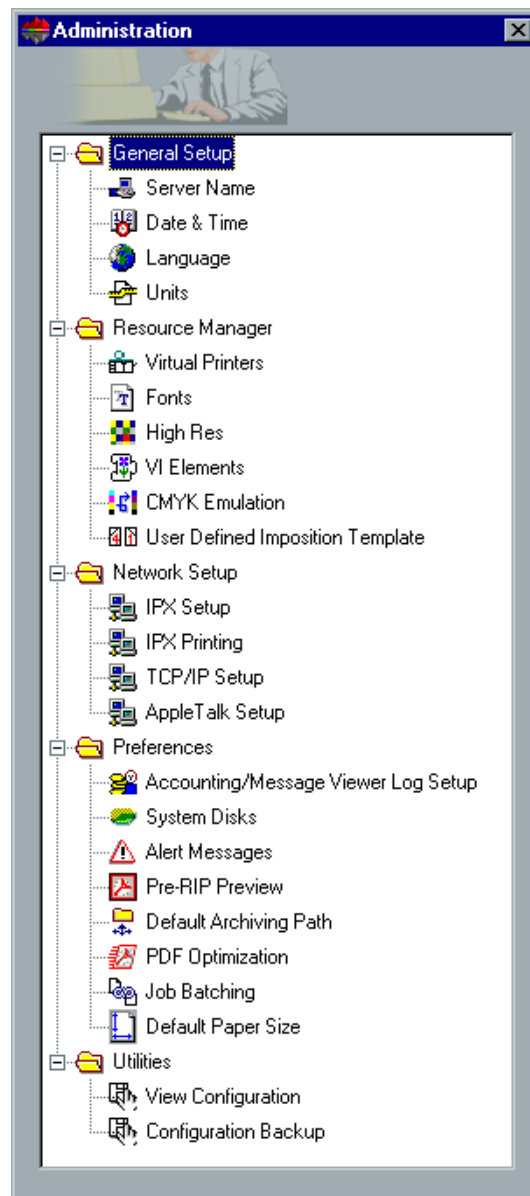 Administration
General Setup
Server Name
Date & Time
Language
Units
Resource Manager
Virtual Printers
Fonts
High Res
VI Elements
CMYK Emulation
User Defined Imposition Template
Network Setup
IPX Setup
IPX Printing
TCP/IP Setup
AppleTalk Setup
Preferences
Accounting/Message Viewer Log Setup
System Disks
Alert Messages
Pre-RIP Preview
Default Archiving Path
PDF Optimization
Job Batching
Default Paper Size
Utilities
View Configuration
Configuration Backup